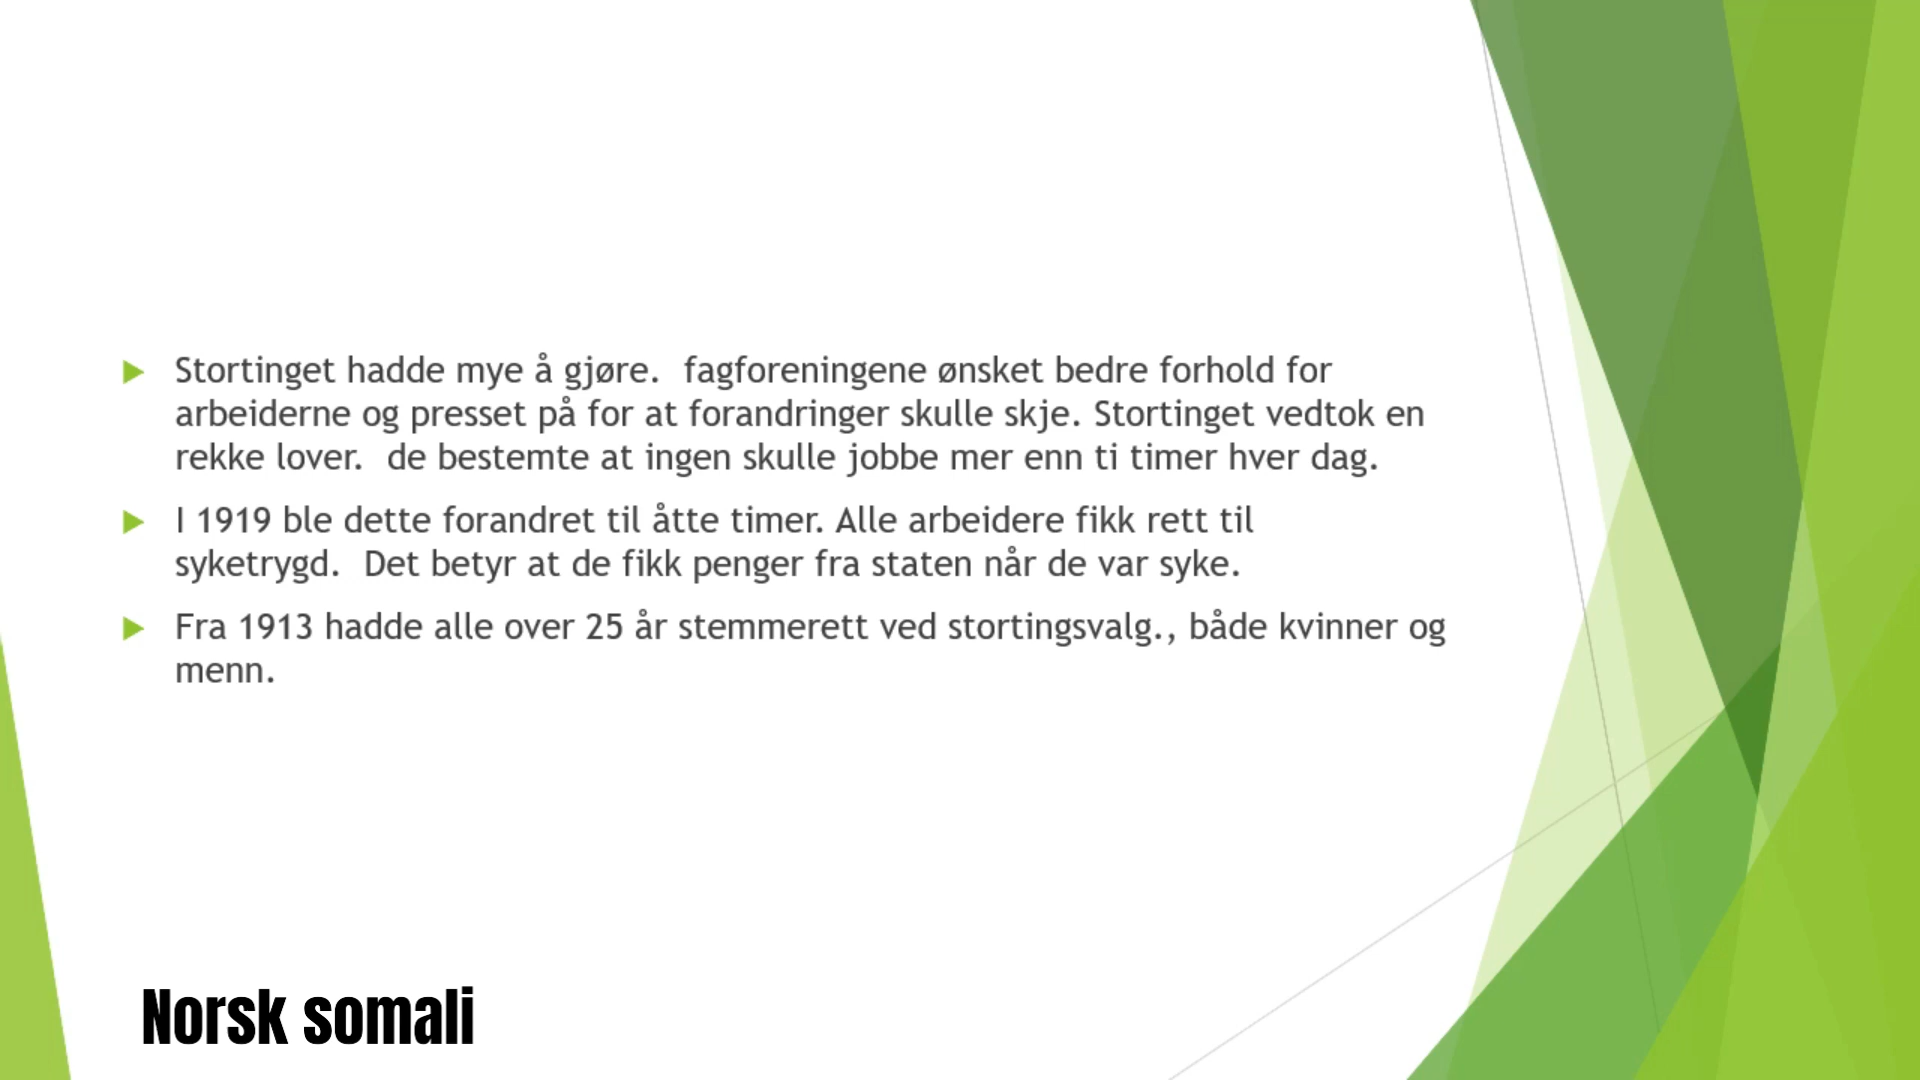 Stortinget hadde mye å gjøre.  fagforeningene ønsket bedre forhold for
arbeiderne og presset på for at forandringer skulle skje. Stortinget vedtok en
rekke lover.  de bestemte at ingen skulle jobbe mer enn ti timer hver dag.
I 1919 ble dette forandret til åtte timer. Alle arbeidere fikk rett til
syketrygd.  Det betyr at de fikk penger fra staten når de var syke.
Fra 1913 hadde alle over 25 år stemmerett ved stortingsvalg., både kvinner og
menn.
Norsk somali